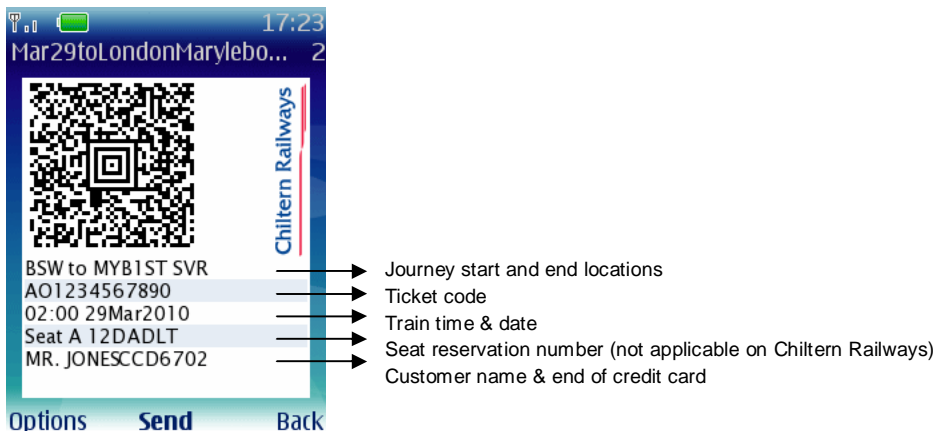 17:23
Mar29toLondonMarylebo... 2
Chiltern Railways
BSW to MYB1ST SVR
AO1234567890
02:00 29Mar2010
Seat A 12DADLT
MR. JONESCCD6702
Options Send Back
Journey start and end locations
Ticket code
Train time & date
Seat reservation number (not applicable on Chiltern Railways)
Customer name & end of credit card